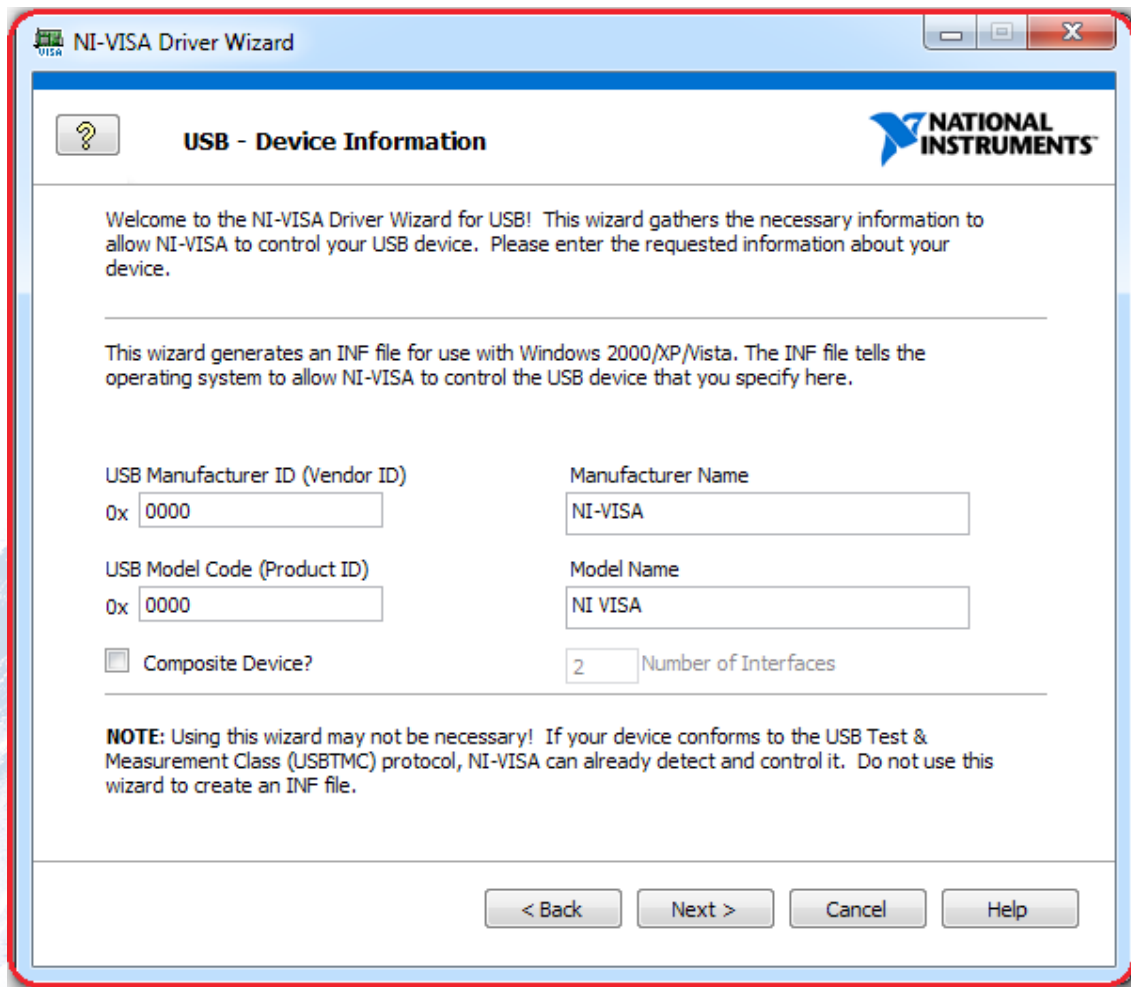 VISA NI-VISA Driver Wizard
? USB - Device Information
NATIONAL
INSTRUMENTS™
Welcome to the NI-VISA Driver Wizard for USB!  This wizard gathers the necessary information to
allow NI-VISA to control your USB device.  Please enter the requested information about your
device.
This wizard generates an INF file for use with Windows 2000/XP/Vista. The INF file tells the
operating system to allow NI-VISA to control the USB device that you specify here.
USB Manufacturer ID (Vendor ID)
0x 0000
Manufacturer Name
NI-VISA
USB Model Code (Product ID)
0x 0000
Model Name
NI VISA
Composite Device?
2 Number of Interfaces
NOTE: Using this wizard may not be necessary!  If your device conforms to the USB Test &
Measurement Class (USBTMC) protocol, NI-VISA can already detect and control it.  Do not use this
wizard to create an INF file.
< Back Next > Cancel Help